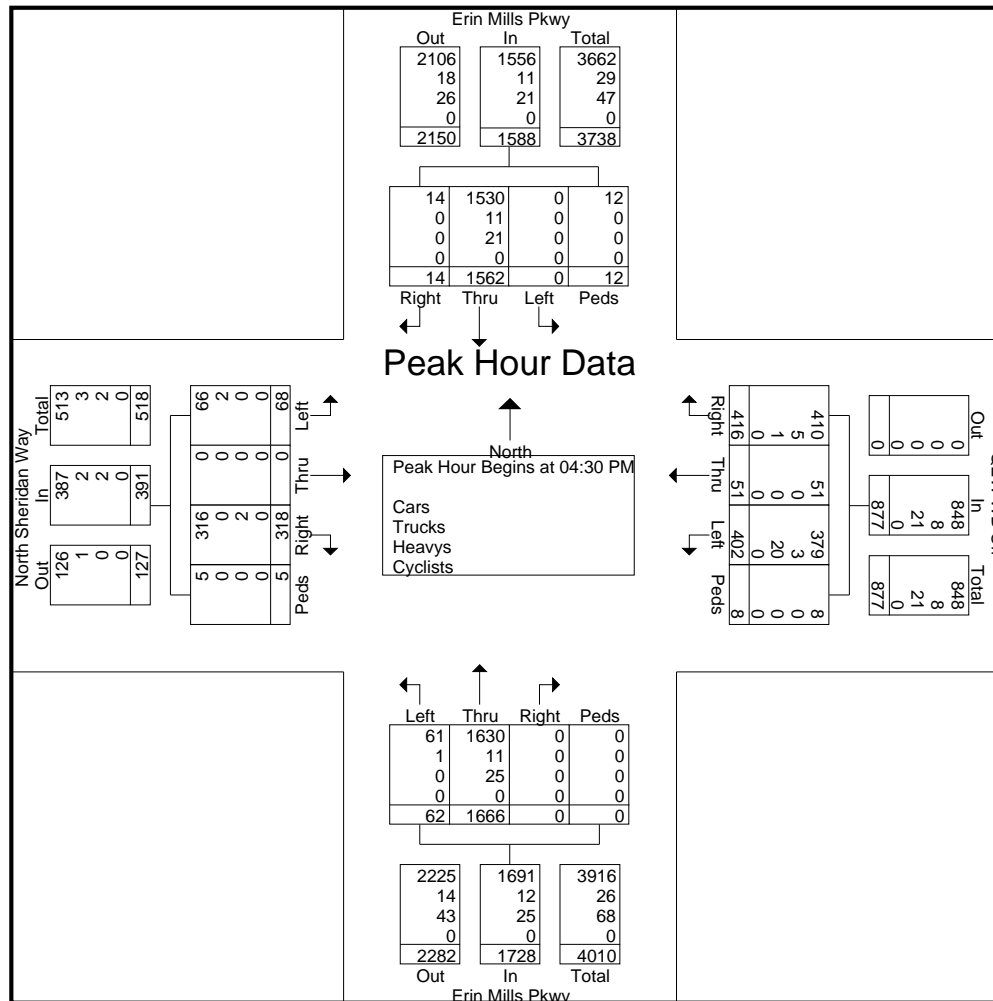 Erin Mills Pkwy
Out In Total
2106 1556 3662
18 11 29
26 21 47
0 0 0
2150 1588 3738
14 1530 0 12
0 11 0 0
0 21 0 0
0 0 0 0
14 1562 0 12
Right Thru Left Peds
Peak Hour Data
North
Peak Hour Begins at 04:30 PM
Cars
Trucks
Heavys
Cyclists
North Sheridan Way
Total
513 3 2 0 518
In
387 2 2 0 391
Out
126 1 0 0 127
66 2 0 0 68
Left
0 0 0 0 0
Thru
316 0 2 0 318
Right
5 0 0 0 5
Peds
Right
410 5 1 0 416
Thru
51 0 0 0 51
Left
379 3 20 0 402
Peds
8 0 0 0 8
Out
0 0 0 0 0
In
848 8 21 0 877
Total
848 8 21 0 877
Left Thru Right Peds
61 1630 0 0
1 11 0 0
0 25 0 0
0 0 0 0
62 1666 0 0
2225 1691 3916
14 12 26
43 25 68
0 0 0
2282 1728 4010
Out In Total
Erin Mills Pkwy